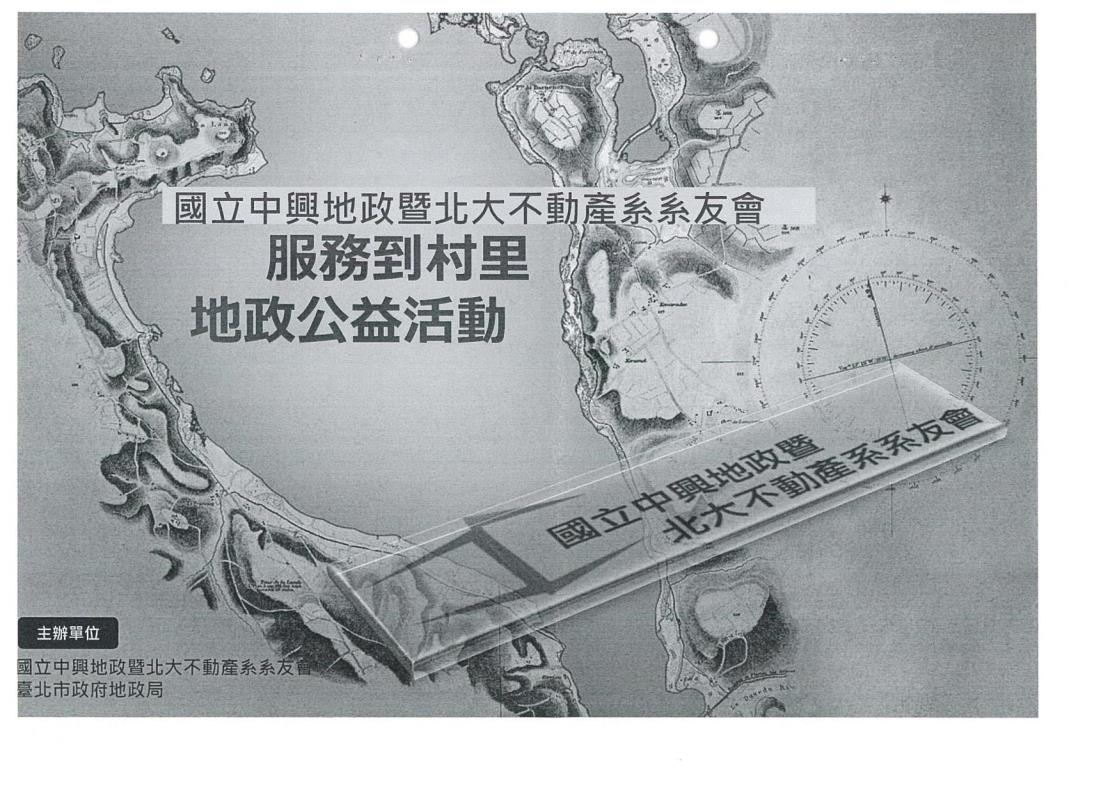 國立中興地政暨北大不動產系系友會
服務到村里
地政公益活動
國立中興地政暨
北大不動產系系友會
主辦單位
國立中興地政暨北大不動產系系友會
臺北市政府地政局